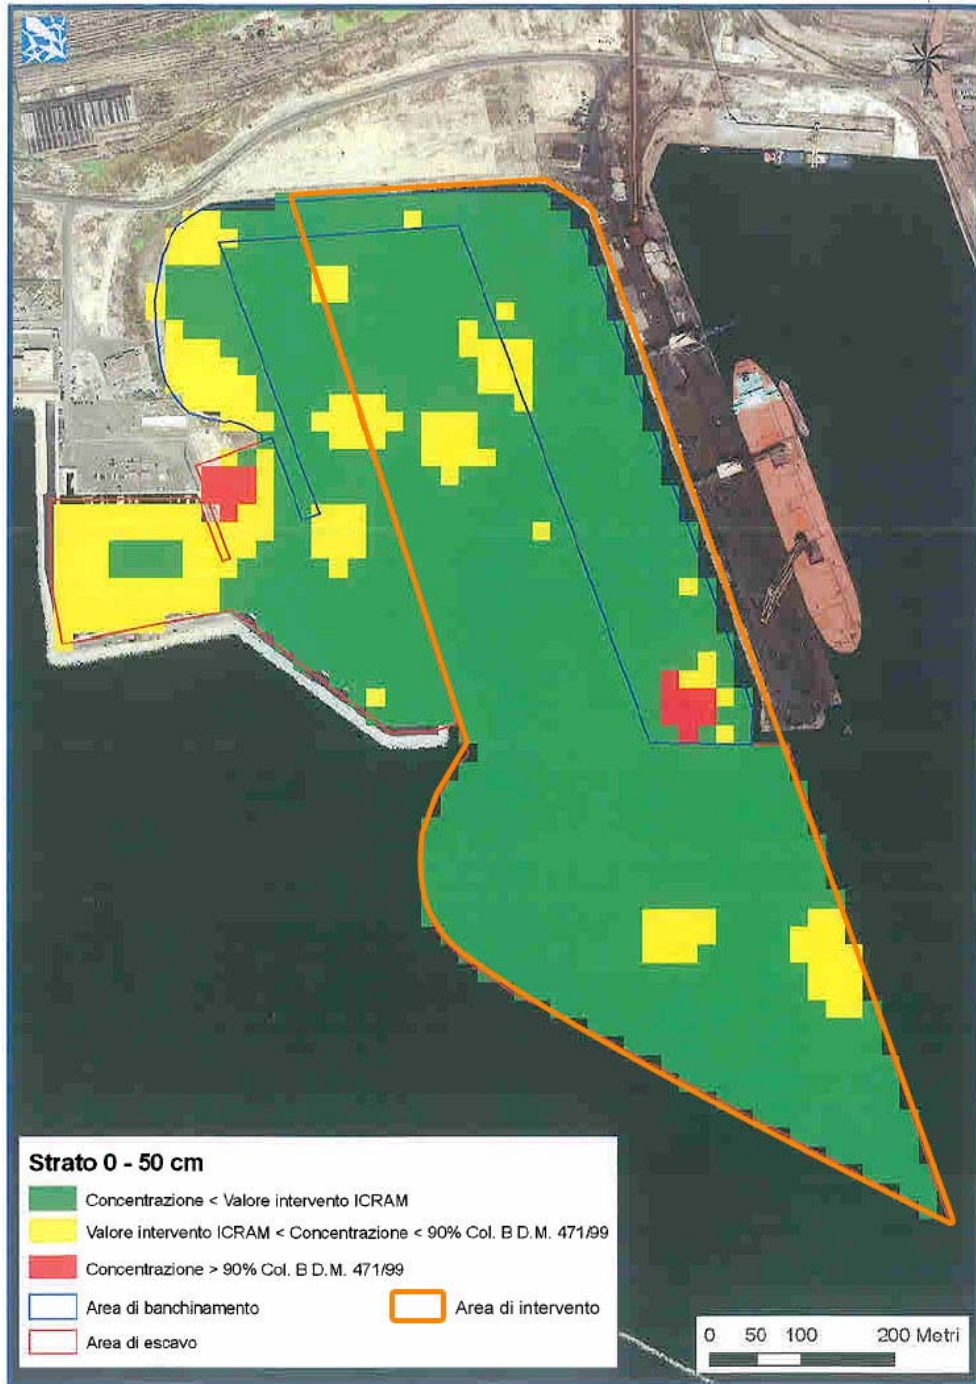 Strato 0 - 50 cm
Concentrazione < Valore intervento ICRAM
Valore intervento ICRAM < Concentrazione < 90% Col. B D.M. 471/99
Concentrazione > 90% Col. B D.M. 471/99
Area di banchinamento
Area di intervento
Area di escavo
0 50 100 200 Metri